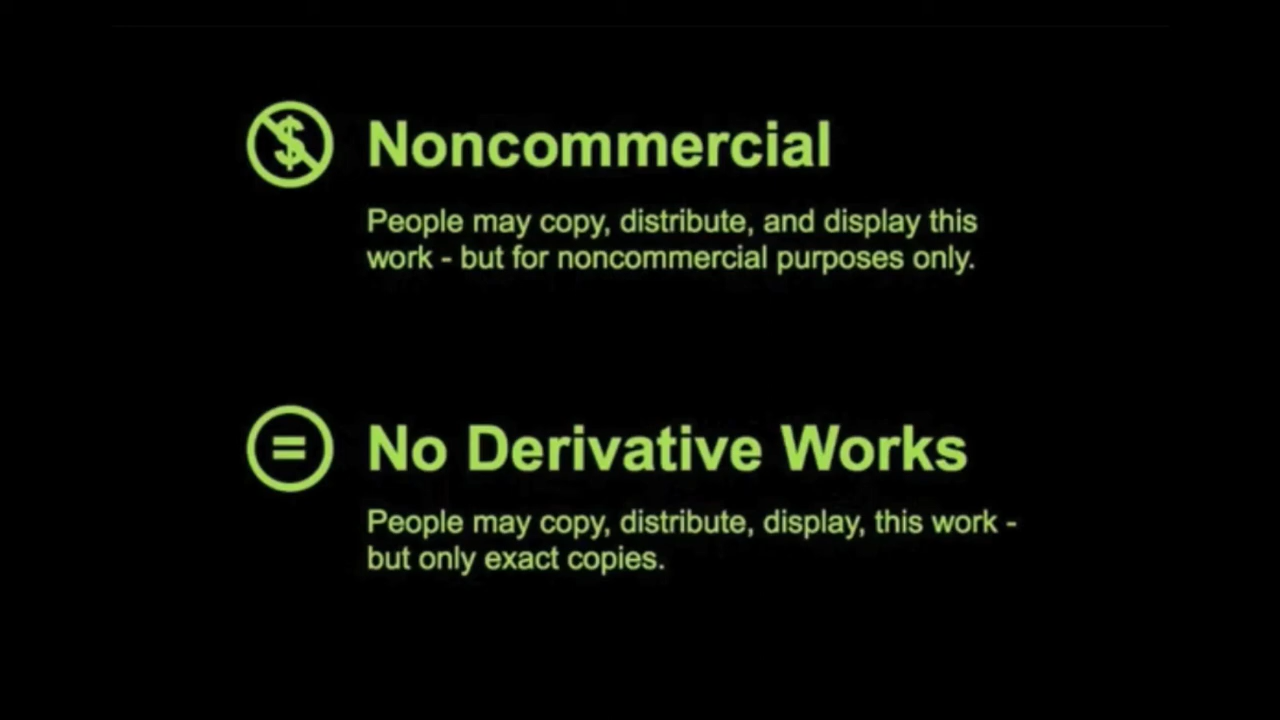 Noncommercial
People may copy, distribute, and display this
work - but for noncommercial purposes only.
No Derivative Works
People may copy, distribute, display, this work -
but only exact copies.